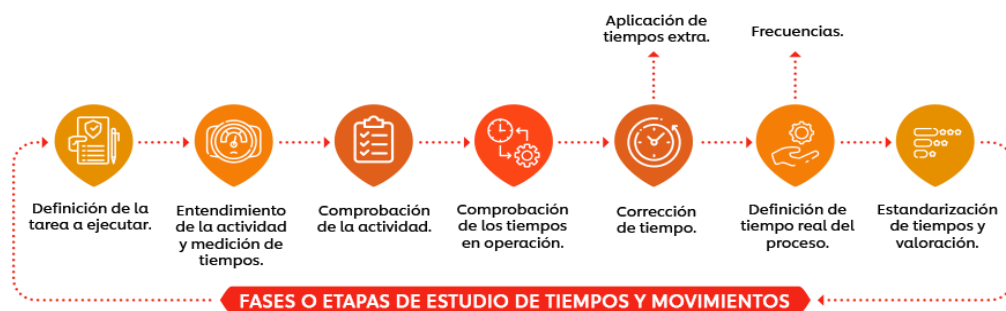 Aplicación de
tiempos extra.
Frecuencias.
Definición de la
tarea a ejecutar.
Entendimiento
de la actividad
y medición de
tiempos.
Comprobación
de la actividad.
Comprobación
de los tiempos
en operación.
Corrección
de tiempo.
Definición de
tiempo real del
proceso.
Estandarización
de tiempos y
valoración.
FASES O ETAPAS DE ESTUDIO DE TIEMPOS Y MOVIMIENTOS